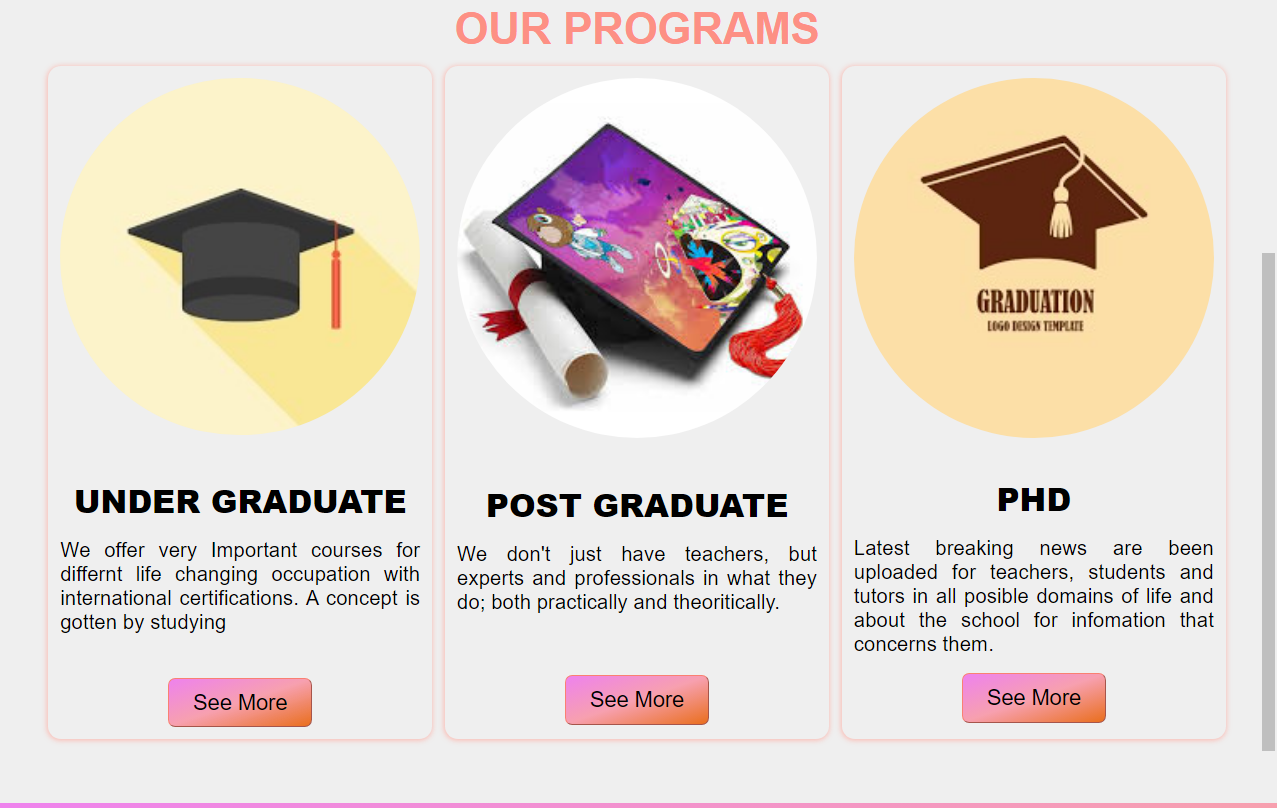 OUR PROGRAMS
GRADUATION
LOGO DESIGN TEMPLATE
UNDER GRADUATE
We offer very Important courses for
differnt life changing occupation with
international certifications. A concept is
gotten by studying
See More
POST GRADUATE
We don't just have teachers, but
experts and professionals in what they
do; both practically and theoritically.
See More
PHD
Latest breaking news are been
uploaded for teachers, students and
tutors in all posible domains of life and
about the school for infomation that
concerns them.
See More